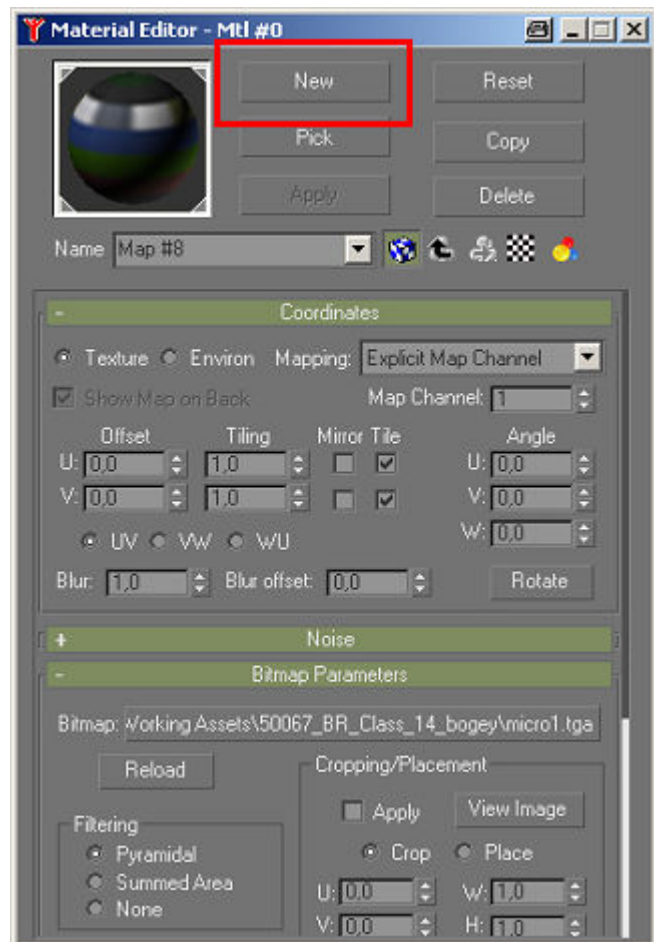 Material Editor - Mtl #0
New Reset
Pick Copy
Apply Delete
Name Map #8
- Coordinates
Texture Environ Mapping: Explicit Map Channel
Show Map on Back Map Channel: 1
Offset Tiling Mirror Tile Angle
U: 0,0 1,0 U: 0,0
V: 0,0 1,0 V: 0,0
UV VW WU W: 0,0
Blur: 1,0 Blur offset: 0,0 Rotate
+ Noise
- Bitmap Parameters
Bitmap: Working Assets\50067_BR_Class_14_bogey\micro1.tga
Reload Cropping/Placement
Apply View Image
Filtering
Pyramidal Crop Place
Summed Area U: 0,0 W: 1,0
None V: 0,0 H: 1,0